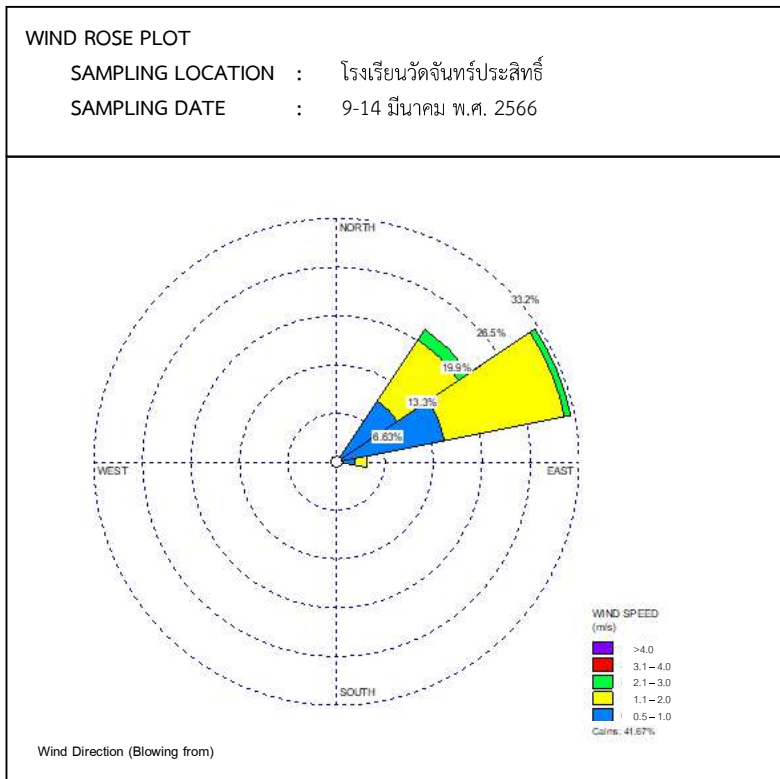 WIND ROSE PLOT
SAMPLING LOCATION : โรงเรียนวัดจันทร์ประสิทธิ์
SAMPLING DATE : 9-14 มีนาคม พ.ศ. 2566
NORTH
33.2%
26.5%
19.9%
13.3%
6.63%
WEST
EAST
SOUTH
WIND SPEED
(m/s)
>4.0
3.1 – 4.0
2.1 – 3.0
1.1 – 2.0
0.5 – 1.0
Calms: 41.67%
Wind Direction (Blowing from)